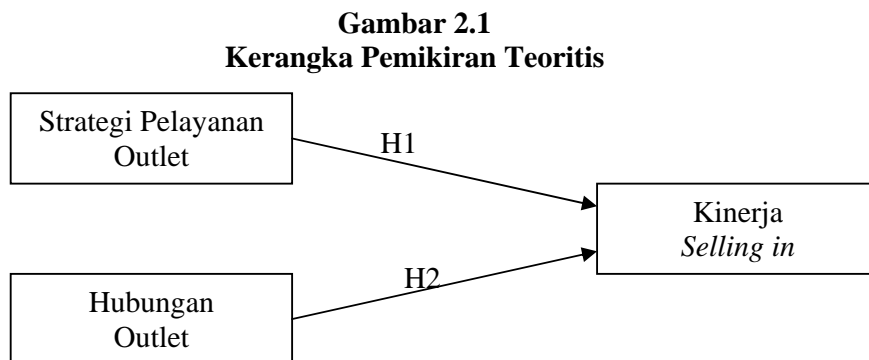 Gambar 2.1
Kerangka Pemikiran Teoritis
Strategi Pelayanan
Outlet
H1
Kinerja
Selling in
H2
Hubungan
Outlet